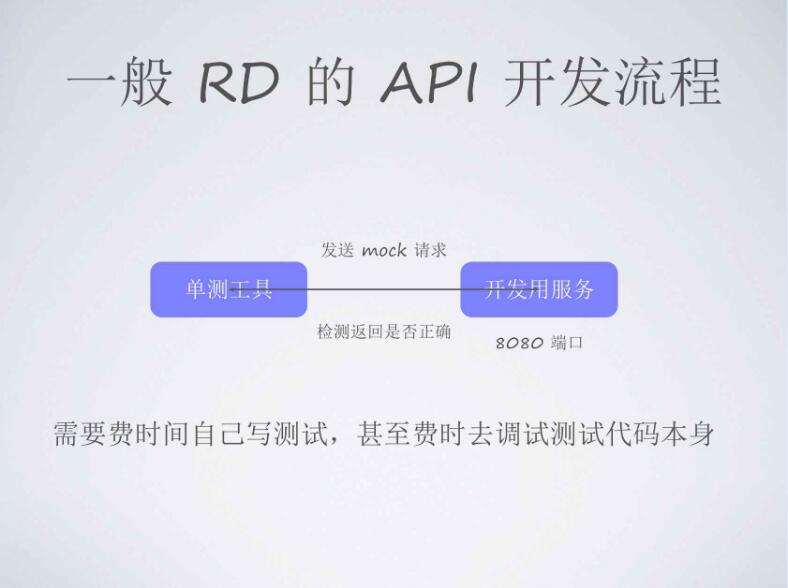 一般 RD 的 API 开发流程
发送 mock 请求
单测工具
开发用服务
检测返回是否正确
8080 端口
需要费时间自己写测试，甚至费时去调试测试代码本身